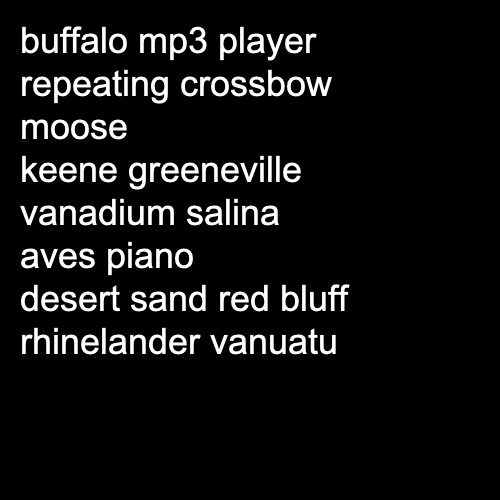 buffalo mp3 player
repeating crossbow
moose
keene greeneville
vanadium salina
aves piano
desert sand red bluff
rhinelander vanuatu